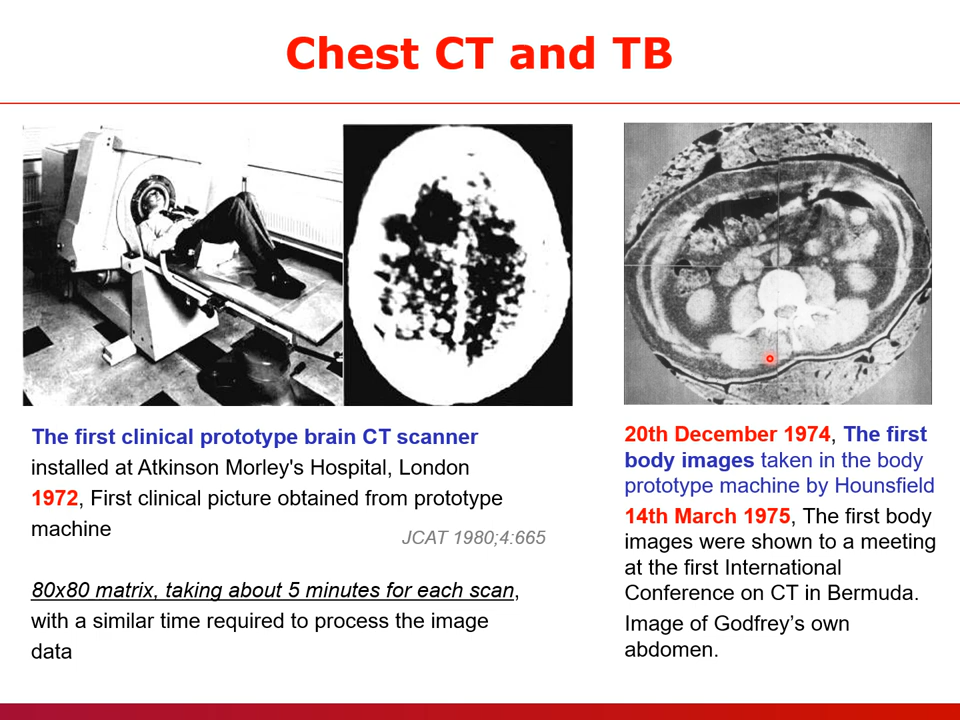 Chest CT and TB
The first clinical prototype brain CT scanner
installed at Atkinson Morley's Hospital, London
1972, First clinical picture obtained from prototype
machine
JCAT 1980;4:665
80x80 matrix, taking about 5 minutes for each scan,
with a similar time required to process the image
data
20th December 1974, The first
body images taken in the body
prototype machine by Hounsfield
14th March 1975, The first body
images were shown to a meeting
at the first International
Conference on CT in Bermuda.
Image of Godfrey’s own
abdomen.